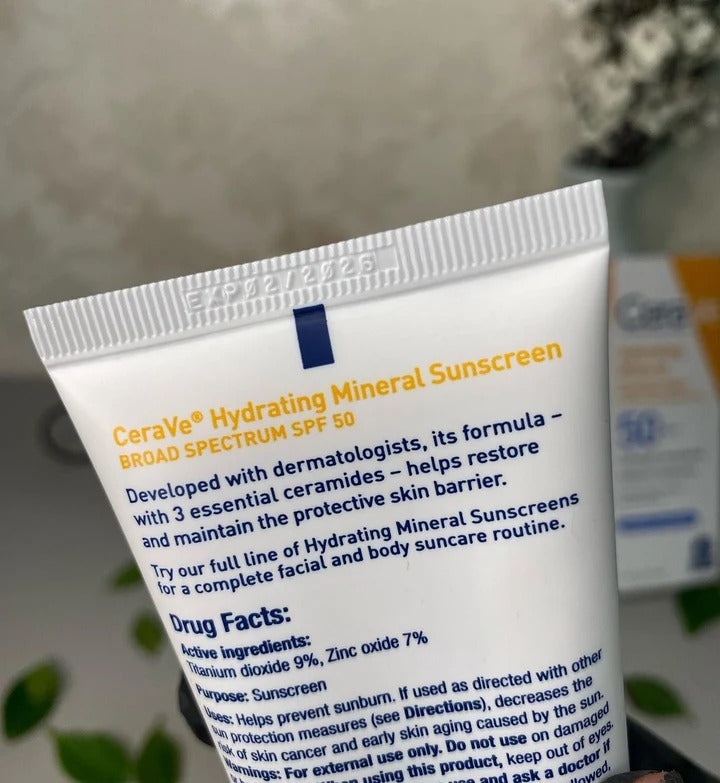 EXP02/2026
CeraVe® Hydrating Mineral Sunscreen
BROAD SPECTRUM SPF 50
Developed with dermatologists, its formula –
with 3 essential ceramides – helps restore
and maintain the protective skin barrier.
Try our full line of Hydrating Mineral Sunscreens
for a complete facial and body suncare routine.
Drug Facts:
Active ingredients:
Titanium dioxide 9%, Zinc oxide 7%
Purpose: Sunscreen
Uses: Helps prevent sunburn. If used as directed with other
sun protection measures (see Directions), decreases the
risk of skin cancer and early skin aging caused by the sun.
Warnings: For external use only. Do not use on damaged
using this product, keep out of eyes.
use and ask a doctor if
Cera
50